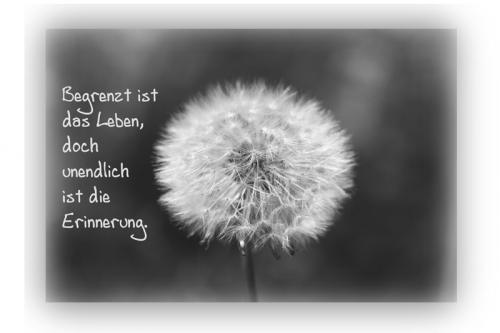 Begrenzt ist
das Leben,
doch
unendlich
ist die
Erinnerung.